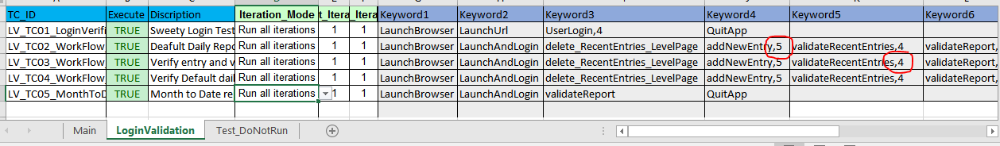 TC_ID Execute Discription Iteration_Mode t_Itera _Itera Keyword1 Keyword2 Keyword3 Keyword4 Keyword5 Keyword6
LV_TC01_LoginVerifi TRUE Sweety Login Test Run all iterations 1 1 LaunchBrowser LaunchUrl UserLogin,4 QuitApp
LV_TC02_WorkFlow TRUE Deafult Daily Repo Run all iterations 1 1 LaunchBrowser LaunchAndLogin delete_RecentEntries_LevelPage addNewEntry,5 validateRecentEntries,4 validateReport,
LV_TC03_WorkFlow TRUE Verify entry and v Run all iterations 1 1 LaunchBrowser LaunchAndLogin delete_RecentEntries_LevelPage addNewEntry,5 validateRecentEntries,4 validateReport,
LV_TC04_WorkFlow TRUE Verify Default dail Run all iterations 1 1 LaunchBrowser LaunchAndLogin delete_RecentEntries_LevelPage addNewEntry,5 validateRecentEntries,4 validateReport,
LV_TC05_MonthToD TRUE Month to Date re Run all iterations 1 1 LaunchBrowser LaunchAndLogin validateReport QuitApp
Main LoginValidation Test_DoNotRun